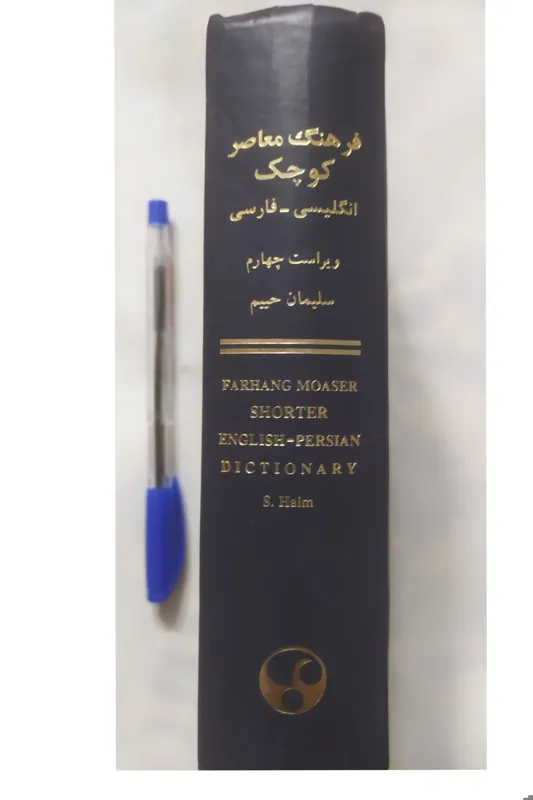 فرهنگ معاصر
کوچک
انگلیسی - فارسی
ویراست چهارم
سلیمان حییم
FARHANG MOASER
SHORTER
ENGLISH-PERSIAN
DICTIONARY
S. Haim